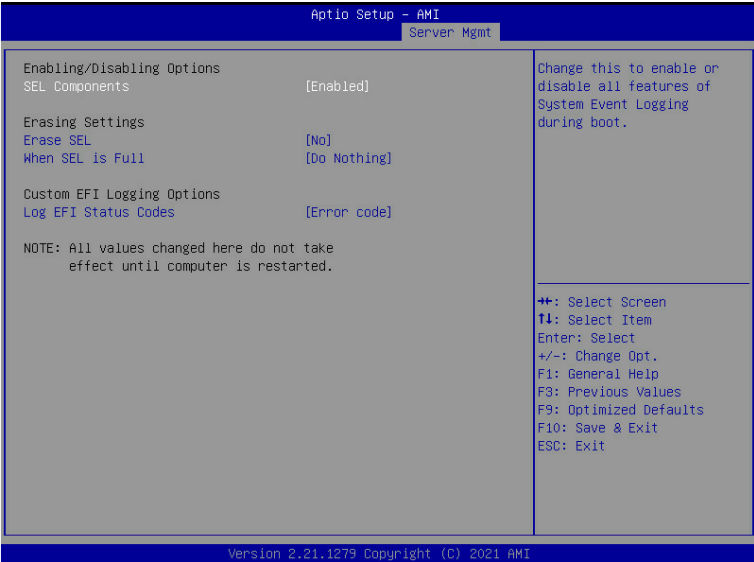 Aptio Setup - AMI
Server Mgmt
Enabling/Disabling Options
SEL Components [Enabled]
Erasing Settings
Erase SEL [No]
When SEL is Full [Do Nothing]
Custom EFI Logging Options
Log EFI Status Codes [Error code]
NOTE: All values changed here do not take
effect until computer is restarted.
Change this to enable or
disable all features of
System Event Logging
during boot.
→←: Select Screen
↑↓: Select Item
Enter: Select
+/-: Change Opt.
F1: General Help
F3: Previous Values
F9: Optimized Defaults
F10: Save & Exit
ESC: Exit
Version 2.21.1279 Copyright (C) 2021 AMI